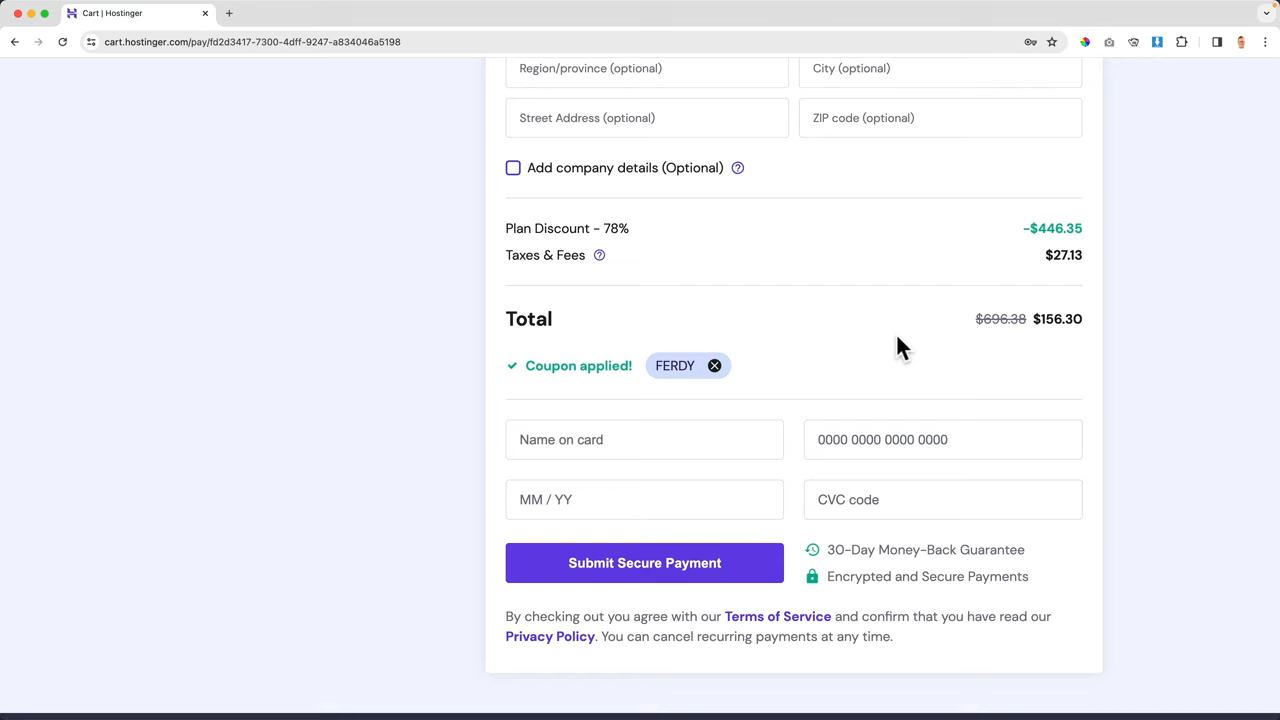 Cart | Hostinger
cart.hostinger.com/pay/fd2d3417-7300-4dff-9247-a834046a5198
Region/province (optional) City (optional)
Street Address (optional) ZIP code (optional)
Add company details (Optional)
Plan Discount - 78% -$446.35
Taxes & Fees $27.13
Total $696.38 $156.30
Coupon applied! FERDY
Name on card 0000 0000 0000 0000
MM / YY CVC code
Submit Secure Payment 30-Day Money-Back Guarantee
Encrypted and Secure Payments
By checking out you agree with our Terms of Service and confirm that you have read our
Privacy Policy. You can cancel recurring payments at any time.